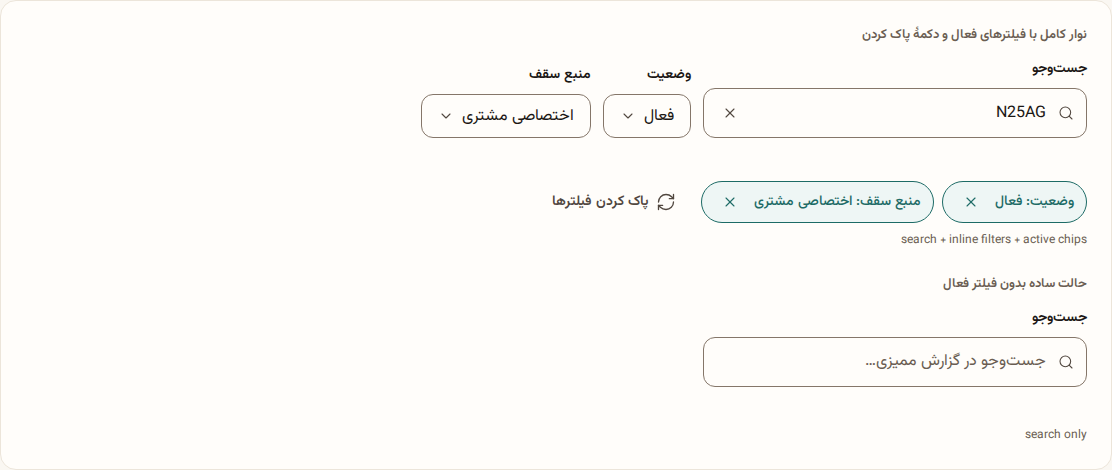 نوار کامل با فیلترهای فعال و دکمهٔ پاک کردن
جست‌وجو
وضعیت
منبع سقف
N25AG
فعال
اختصاصی مشتری
وضعیت: فعال
منبع سقف: اختصاصی مشتری
پاک کردن فیلترها
search + inline filters + active chips
حالت ساده بدون فیلتر فعال
جست‌وجو
جست‌وجو در گزارش ممیزی...
search only